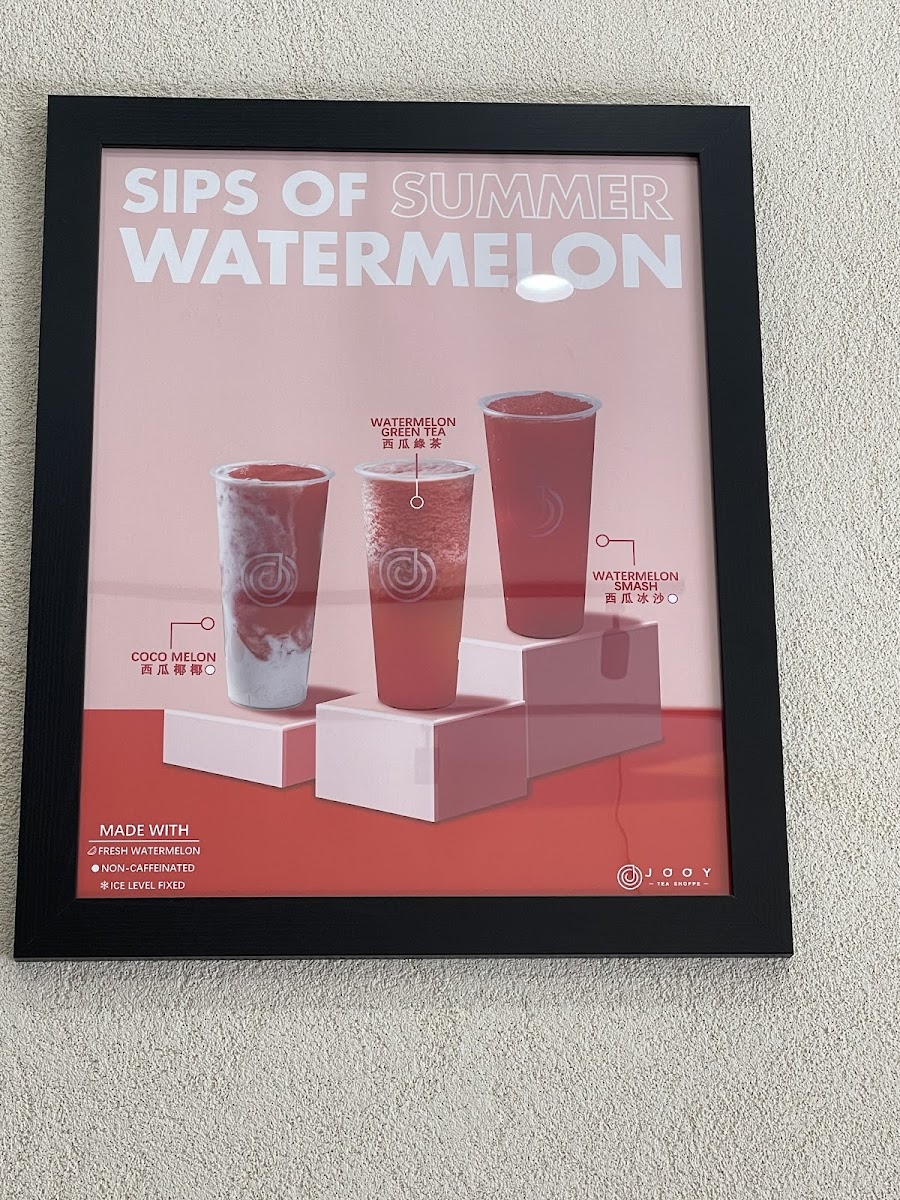 SIPS OF SUMMER
WATERMELON
WATERMELON
GREEN TEA
西瓜綠茶
WATERMELON
SMASH
西瓜冰沙
COCO MELON
西瓜椰椰
MADE WITH
FRESH WATERMELON
NON-CAFFEINATED
ICE LEVEL FIXED
JOOY
TEA SHOPPE